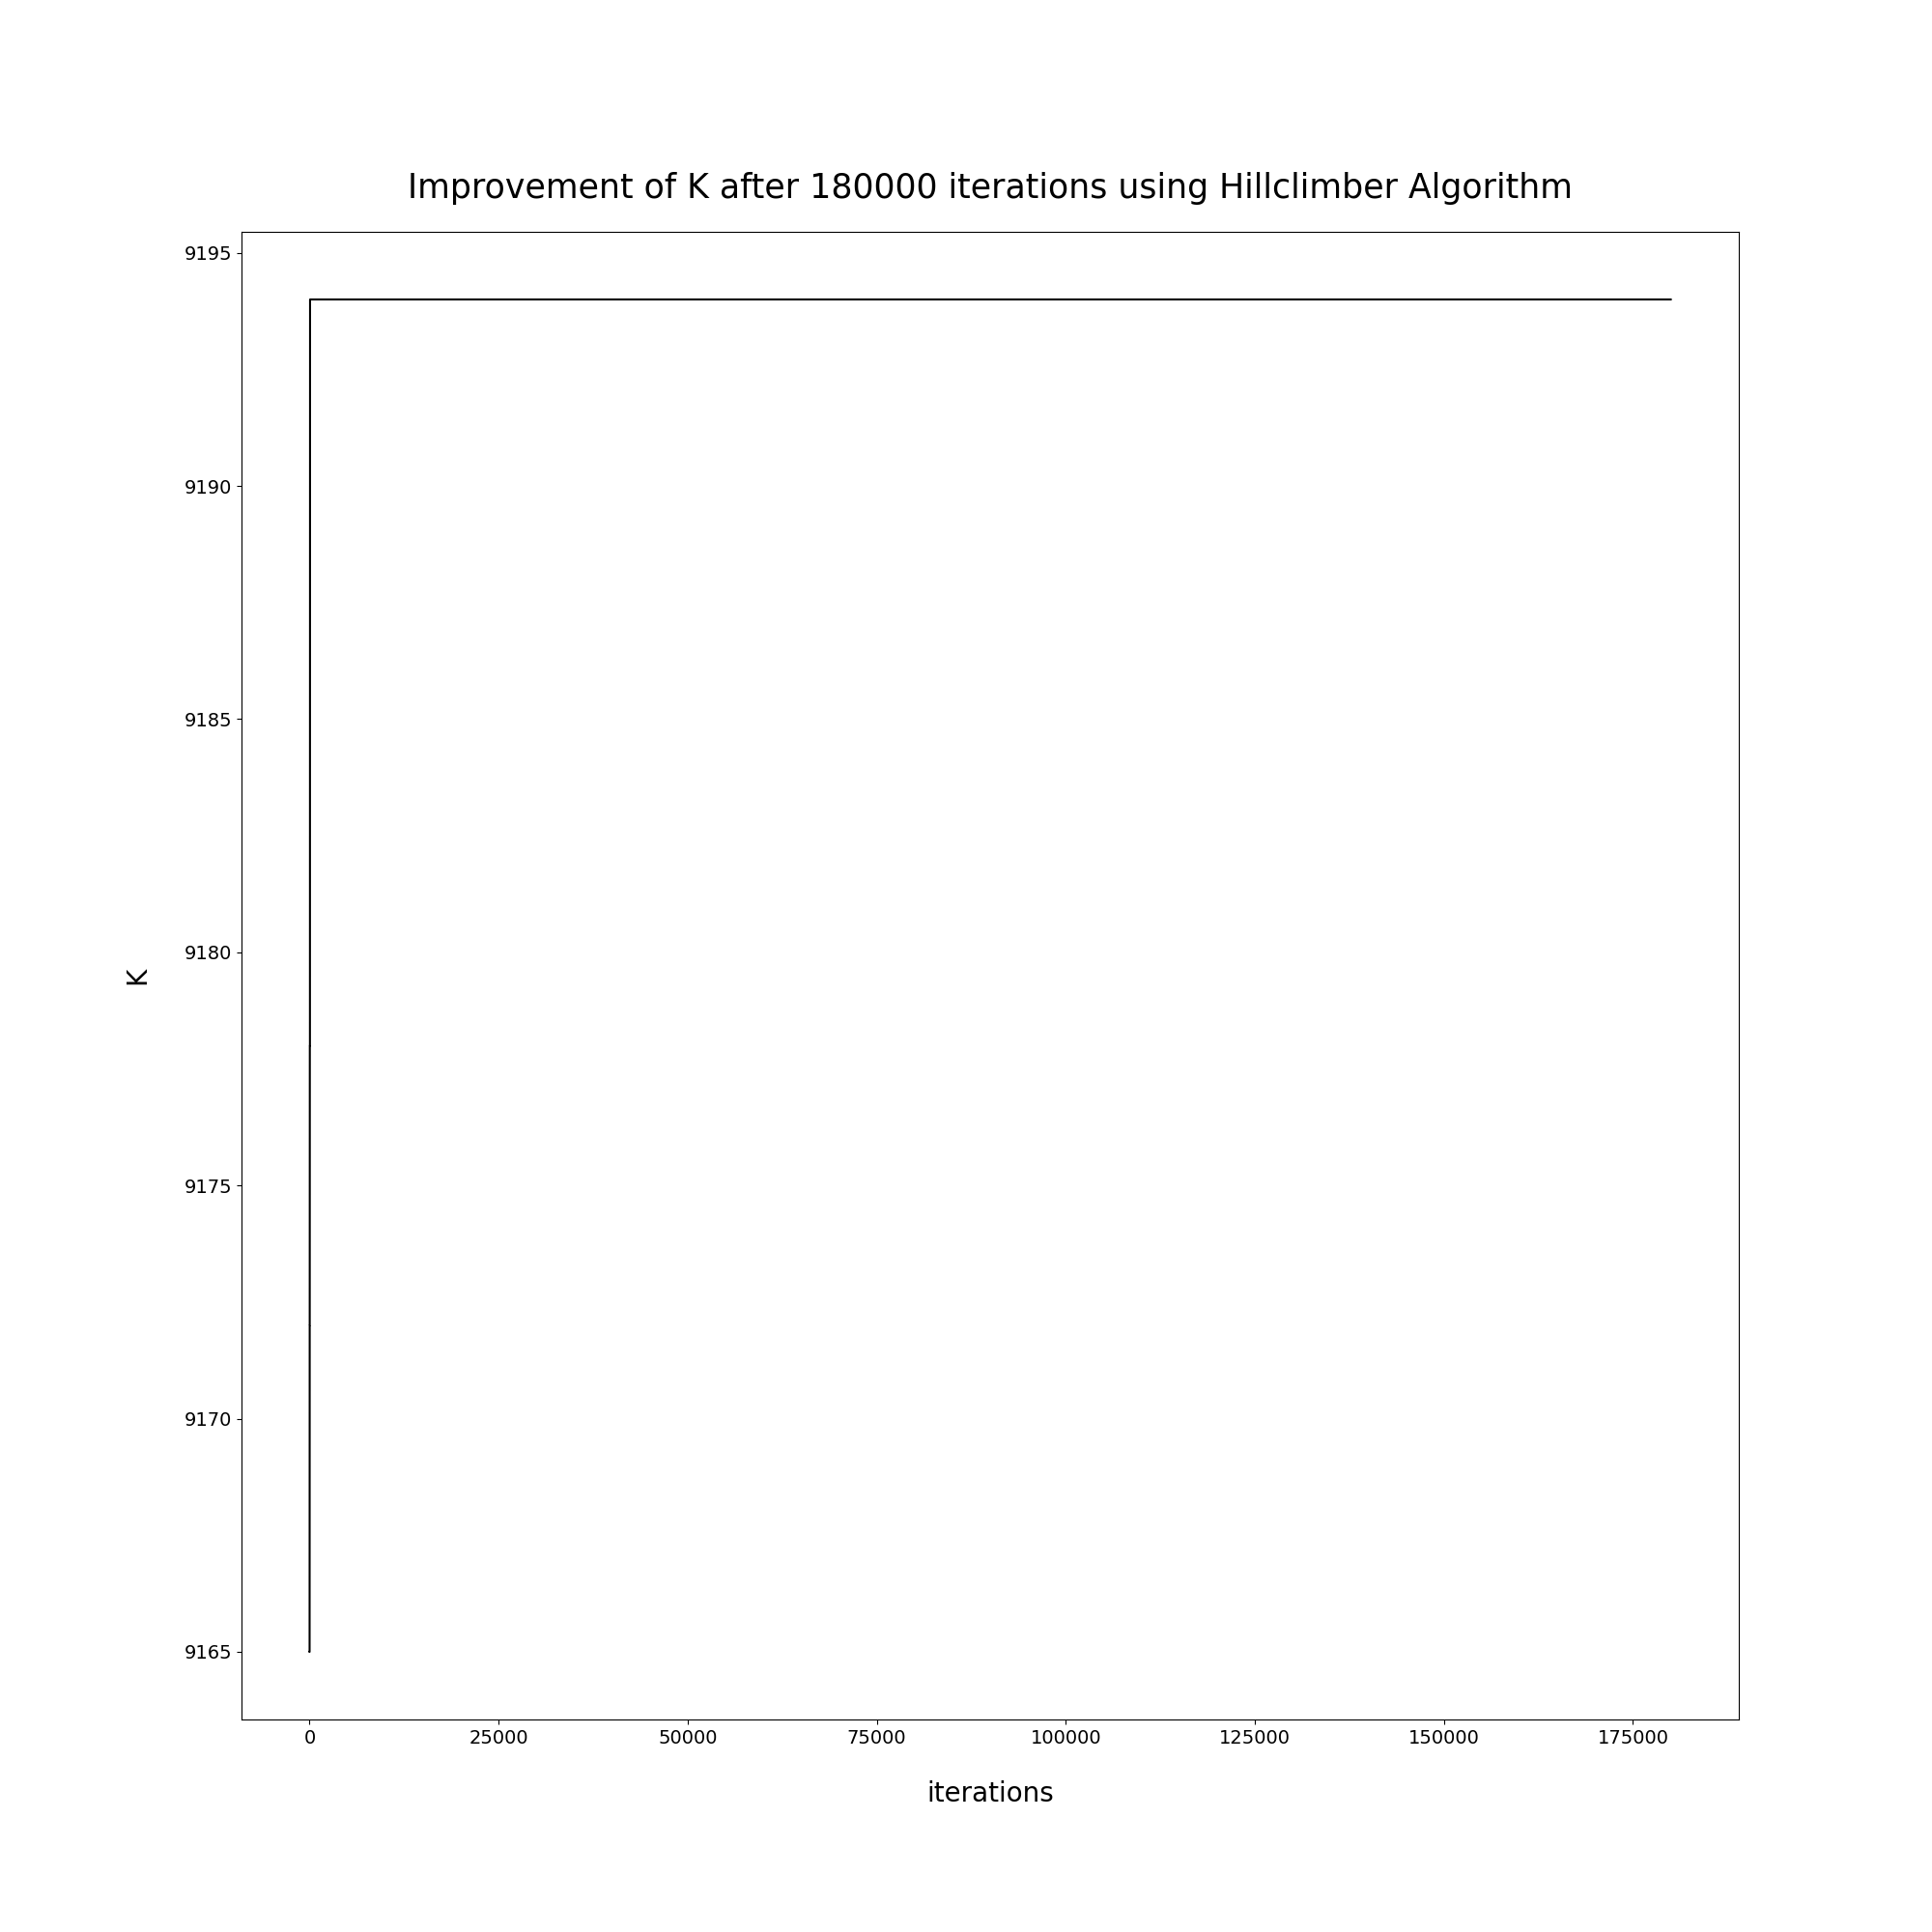 Improvement of K after 180000 iterations using Hillclimber Algorithm
9195
9190
9185
9180
9175
9170
9165
K
0 25000 50000 75000 100000 125000 150000 175000
iterations